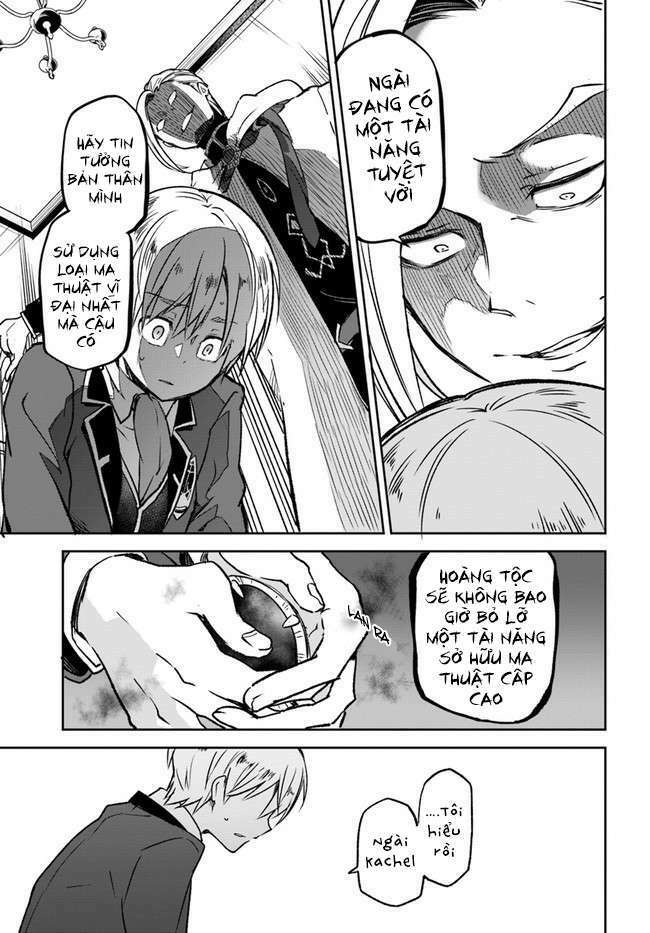 NGÀI
ĐANG CÓ
MỘT TÀI
NĂNG
TUYỆT
VỜI
HÃY TIN
TƯỞNG
BẢN THÂN
MÌNH
SỬ DỤNG
LOẠI MA
THUẬT VĨ
ĐẠI NHẤT
MÀ CẬU
CÓ
LAN RA
HOÀNG TỘC
SẼ KHÔNG BAO
GIỜ BỎ LỠ
MỘT TÀI NĂNG
SỞ HỮU MA
THUẬT CẤP
CAO
....Tôi
hiểu
rồi
Ngài
Kachel